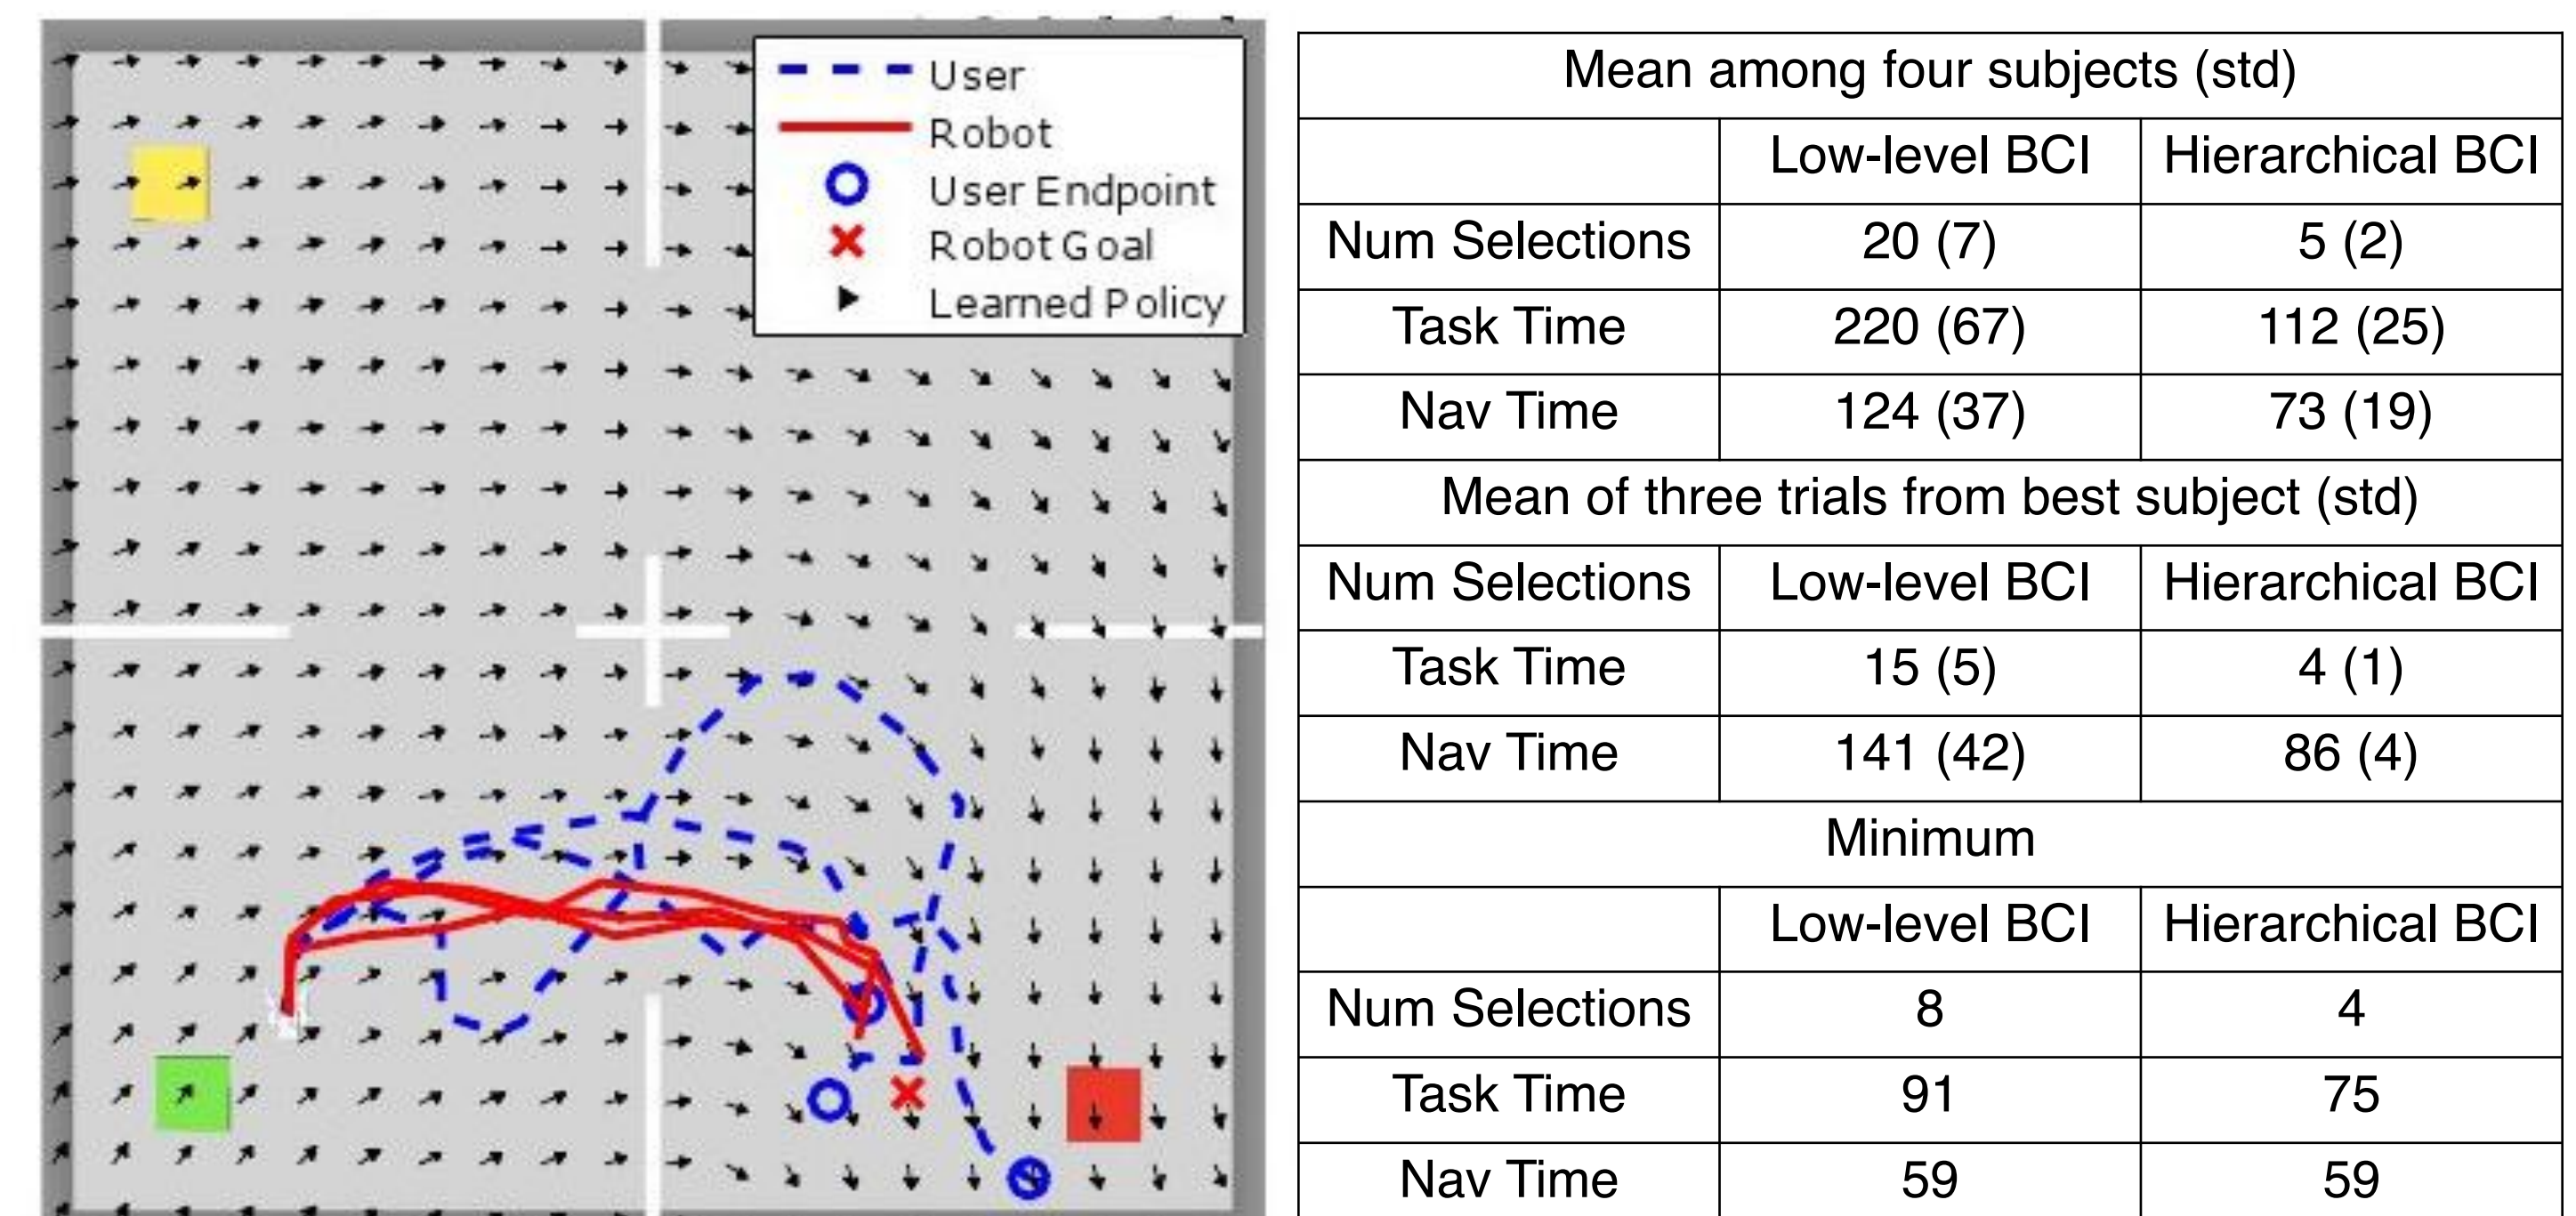 User
Robot
User Endpoint
Robot Goal
Learned Policy
Mean among four subjects (std)
Low-level BCI Hierarchical BCI
Num Selections 20 (7) 5 (2)
Task Time 220 (67) 112 (25)
Nav Time 124 (37) 73 (19)
Mean of three trials from best subject (std)
Num Selections Low-level BCI Hierarchical BCI
Task Time 15 (5) 4 (1)
Nav Time 141 (42) 86 (4)
Minimum
Low-level BCI Hierarchical BCI
Num Selections 8 4
Task Time 91 75
Nav Time 59 59